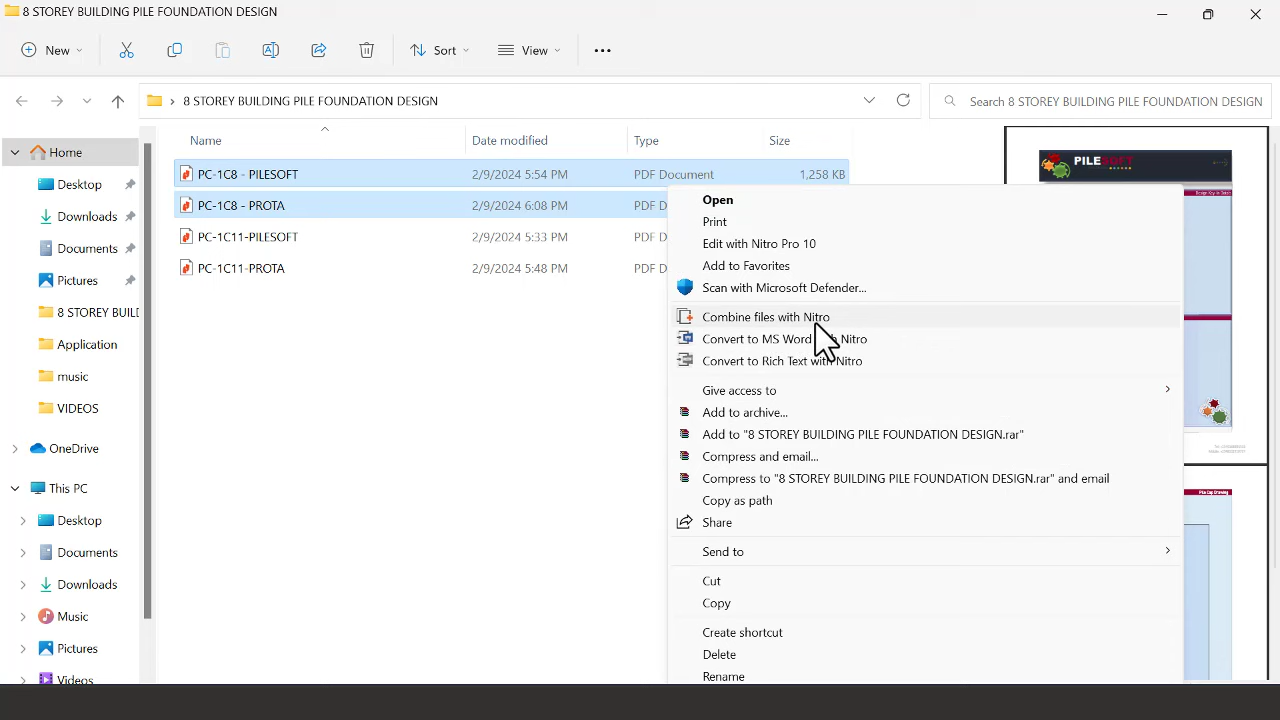 8 STOREY BUILDING PILE FOUNDATION DESIGN
New
Sort
View
8 STOREY BUILDING PILE FOUNDATION DESIGN
Search 8 STOREY BUILDING PILE FOUNDATION DESIGN
Name
Date modified
Type
Size
Home
Desktop
Downloads
Documents
Pictures
8 STOREY BUILD
Application
music
VIDEOS
OneDrive
This PC
Desktop
Documents
Downloads
Music
Pictures
Videos
PC-1C8 - PILESOFT 2/9/2024 5:54 PM PDF Document 1,258 KB
PC-1C8 - PROTA 2/9/2024 6:08 PM PDF D
PC-1C11-PILESOFT 2/9/2024 5:33 PM PDF D
PC-1C11-PROTA 2/9/2024 5:48 PM PDF D
Open
Print
Edit with Nitro Pro 10
Add to Favorites
Scan with Microsoft Defender...
Combine files with Nitro
Convert to MS Word Nitro
Convert to Rich Text with Nitro
Give access to
Add to archive...
Add to "8 STOREY BUILDING PILE FOUNDATION DESIGN.rar"
Compress and email...
Compress to "8 STOREY BUILDING PILE FOUNDATION DESIGN.rar" and email
Copy as path
Share
Send to
Cut
Copy
Create shortcut
Delete
Rename
PILESOFT
Pile Cap Drawing